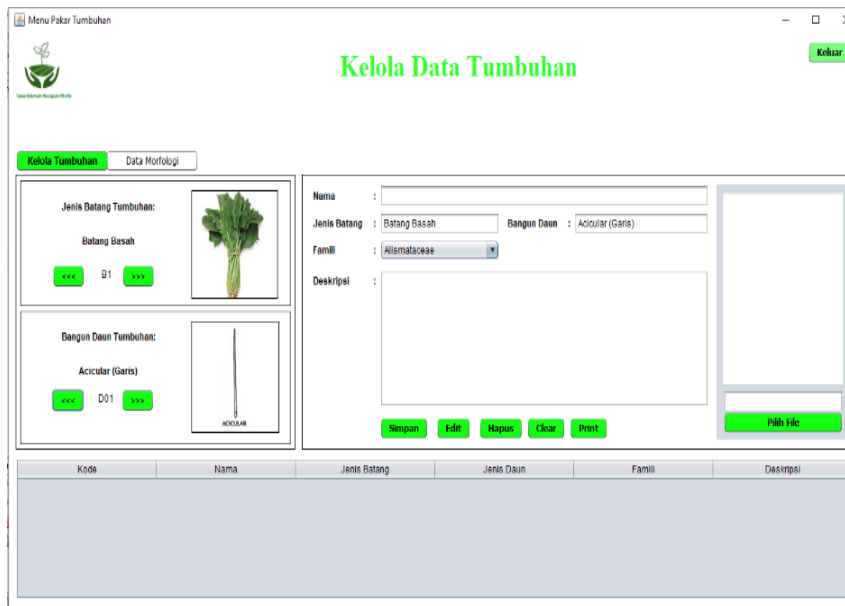 Menu Pakar Tumbuhan
Keluar
Kelola Data Tumbuhan
Kelola Tumbuhan Data Morfologi
Jenis Batang Tumbuhan:
Batang Basah
<<< B1 >>>
Bangun Daun Tumbuhan:
Acicular (Garis)
<<< D01 >>>
ACICULAR
Nama :
Jenis Batang : Batang Basah Bangun Daun : Acicular (Garis)
Famili : Alismataceae
Deskripsi :
Simpan Edit Hapus Clear Print
Pilih File
Kode Nama Jenis Batang Jenis Daun Famili Deskripsi